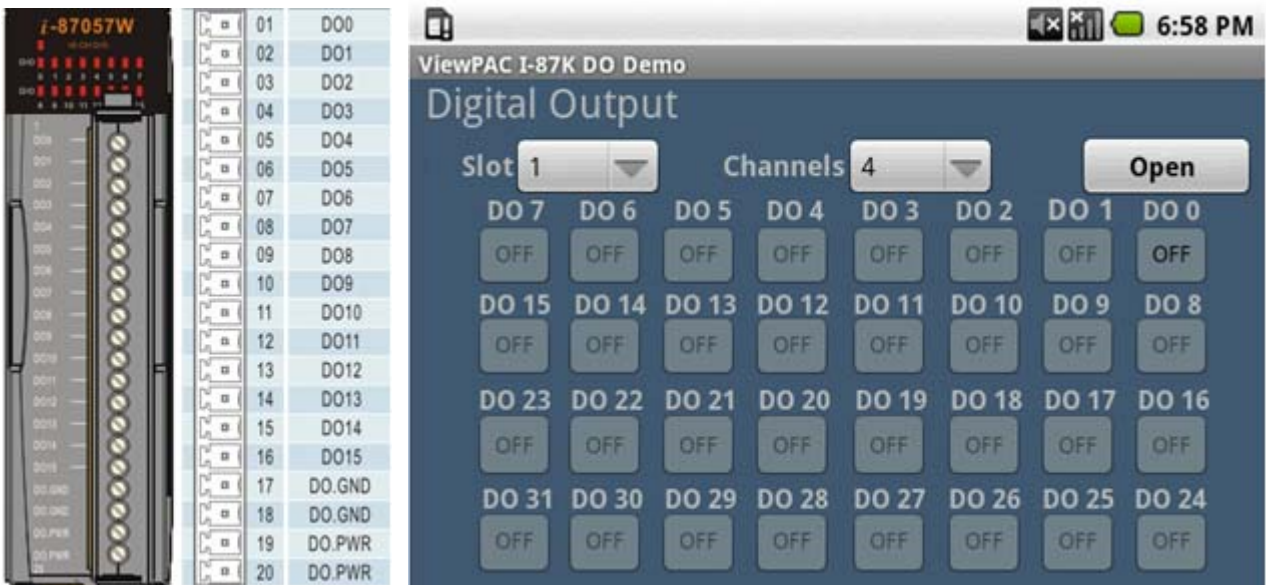 i-87057W
01 DO0
02 DO1
03 DO2
04 DO3
05 DO4
06 DO5
07 DO6
08 DO7
09 DO8
10 DO9
11 DO10
12 DO11
13 DO12
14 DO13
15 DO14
16 DO15
17 DO.GND
18 DO.GND
19 DO.PWR
20 DO.PWR
6:58 PM
ViewPAC I-87K DO Demo
Digital Output
Slot 1 Channels 4 Open
DO 7 DO 6 DO 5 DO 4 DO 3 DO 2 DO 1 DO 0
OFF OFF OFF OFF OFF OFF OFF OFF
DO 15 DO 14 DO 13 DO 12 DO 11 DO 10 DO 9 DO 8
OFF OFF OFF OFF OFF OFF OFF OFF
DO 23 DO 22 DO 21 DO 20 DO 19 DO 18 DO 17 DO 16
OFF OFF OFF OFF OFF OFF OFF OFF
DO 31 DO 30 DO 29 DO 28 DO 27 DO 26 DO 25 DO 24
OFF OFF OFF OFF OFF OFF OFF OFF